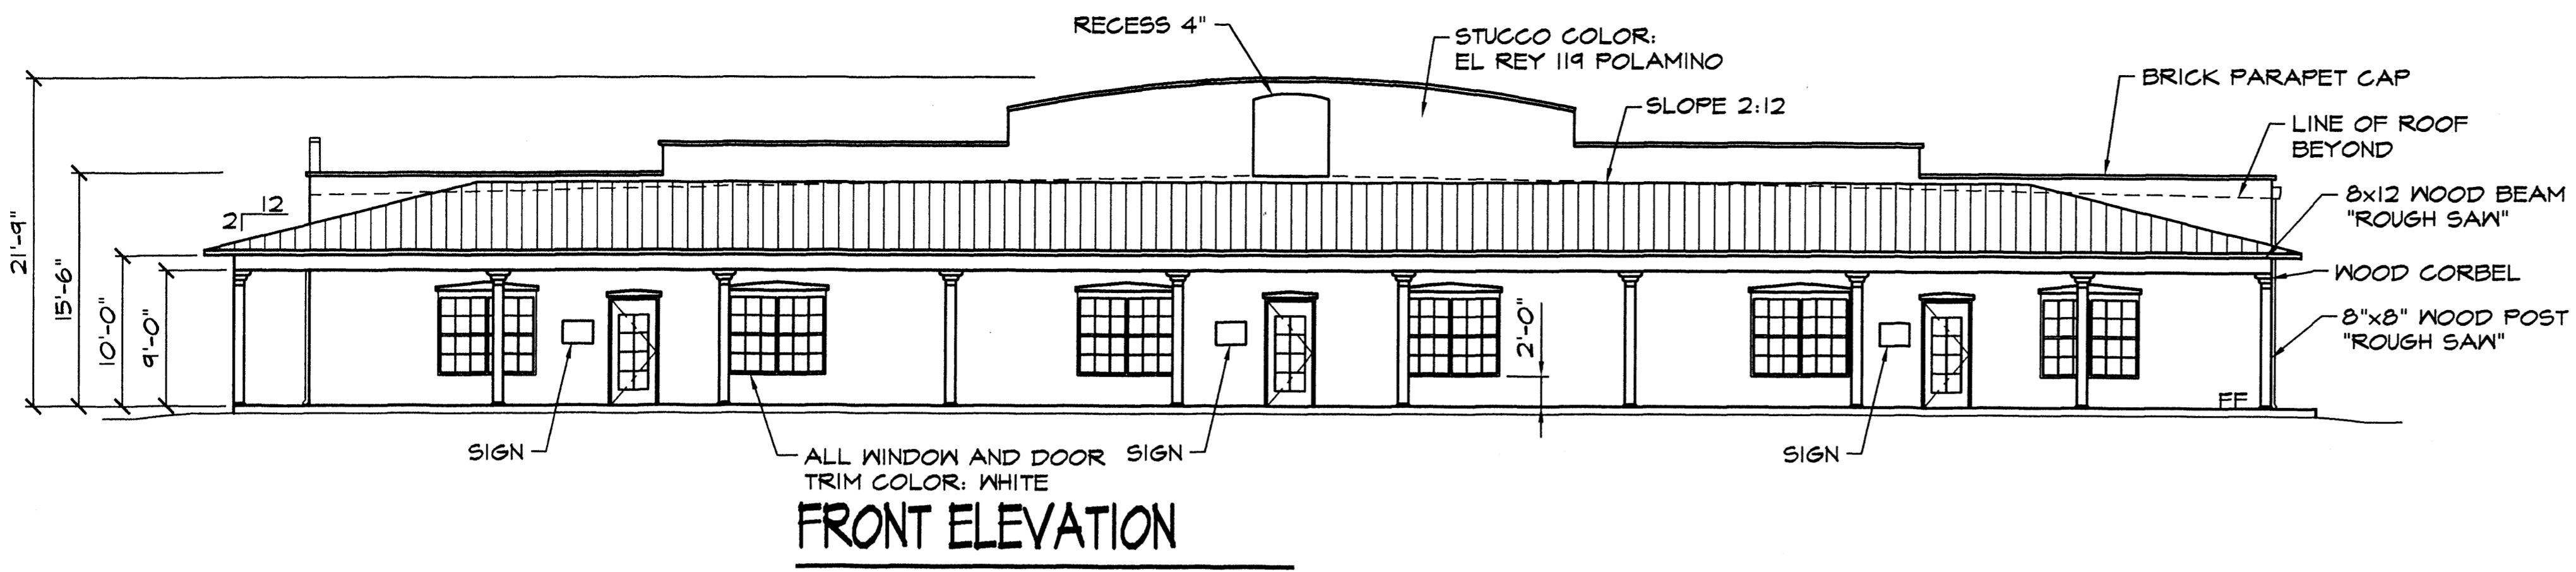 RECESS 4"
STUCCO COLOR:
EL REY 119 POLAMINO
BRICK PARAPET CAP
SLOPE 2:12
LINE OF ROOF
BEYOND
8x12 WOOD BEAM
"ROUGH SAW"
WOOD CORBEL
8"x8" WOOD POST
"ROUGH SAW"
21'-9"
15'-6"
10'-0"
9'-0"
2
12
2'-0"
FF
SIGN
ALL WINDOW AND DOOR
TRIM COLOR: WHITE
SIGN
SIGN
FRONT ELEVATION